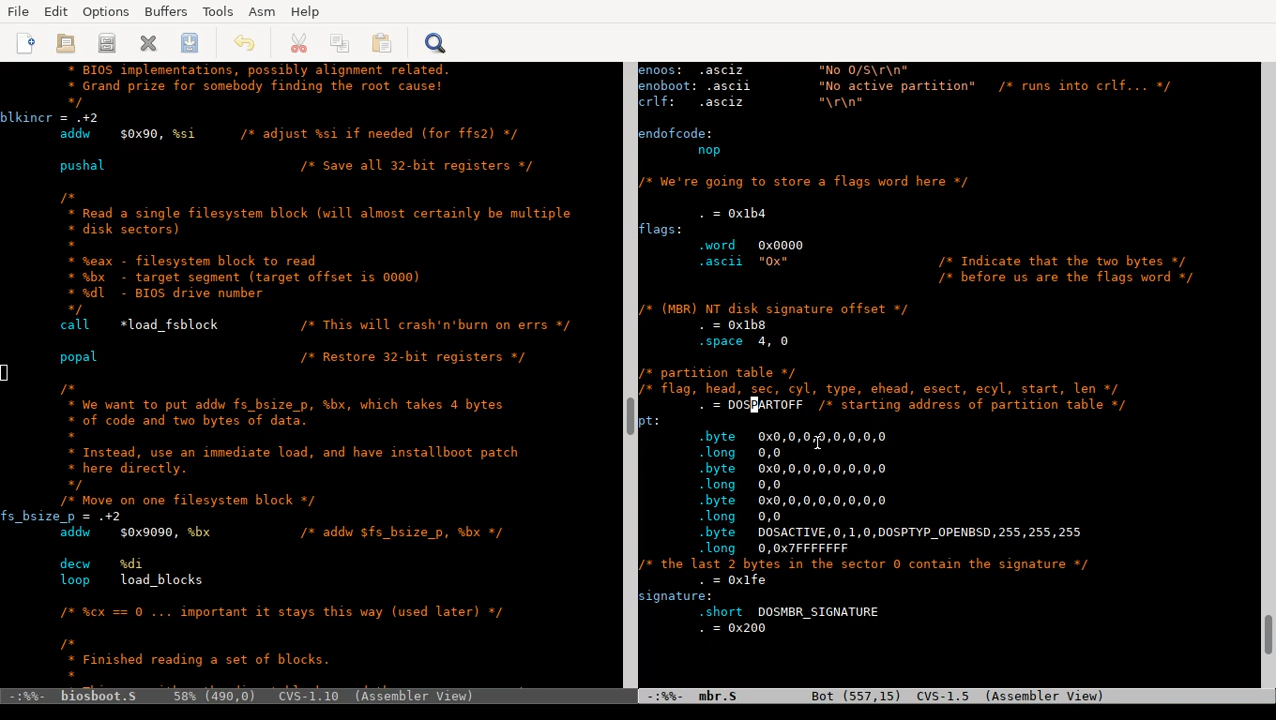 File Edit Options Buffers Tools Asm Help
* BIOS implementations, possibly alignment related.
* Grand prize for somebody finding the root cause!
*/
blkincr = .+2
addw $0x90, %si /* adjust %si if needed (for ffs2) */
pushal /* Save all 32-bit registers */
/*
* Read a single filesystem block (will almost certainly be multiple
* disk sectors)
*
* %eax - filesystem block to read
* %bx - target segment (target offset is 0000)
* %dl - BIOS drive number
*/
call *load_fsblock /* This will crash'n'burn on errs */
popal /* Restore 32-bit registers */
/*
* We want to put addw fs_bsize_p, %bx, which takes 4 bytes
* of code and two bytes of data.
*
* Instead, use an immediate load, and have installboot patch
* here directly.
*/
/* Move on one filesystem block */
fs_bsize_p = .+2
addw $0x9090, %bx /* addw $fs_bsize_p, %bx */
decw %di
loop load_blocks
/* %cx == 0 ... important it stays this way (used later) */
/*
* Finished reading a set of blocks.
*
-:%%- biosboot.S 58% (490,0) CVS-1.10 (Assembler View)
enoos: .asciz "No O/S\r\n"
enoboot: .ascii "No active partition" /* runs into crlf... */
crlf: .asciz "\r\n"
endofcode:
nop
/* We're going to store a flags word here */
. = 0x1b4
flags:
.word 0x0000
.ascii "Ox" /* Indicate that the two bytes */
/* before us are the flags word */
/* (MBR) NT disk signature offset */
. = 0x1b8
.space 4, 0
/* partition table */
/* flag, head, sec, cyl, type, ehead, esect, ecyl, start, len */
. = DOSPARTOFF /* starting address of partition table */
pt:
.byte 0x0,0,0,0,0,0,0,0
.long 0,0
.byte 0x0,0,0,0,0,0,0,0
.long 0,0
.byte 0x0,0,0,0,0,0,0,0
.long 0,0
.byte DOSACTIVE,0,1,0,DOSPTYP_OPENBSD,255,255,255
.long 0,0x7FFFFFFF
/* the last 2 bytes in the sector 0 contain the signature */
. = 0x1fe
signature:
.short DOSMBR_SIGNATURE
. = 0x200
-:%%- mbr.S Bot (557,15) CVS-1.5 (Assembler View)